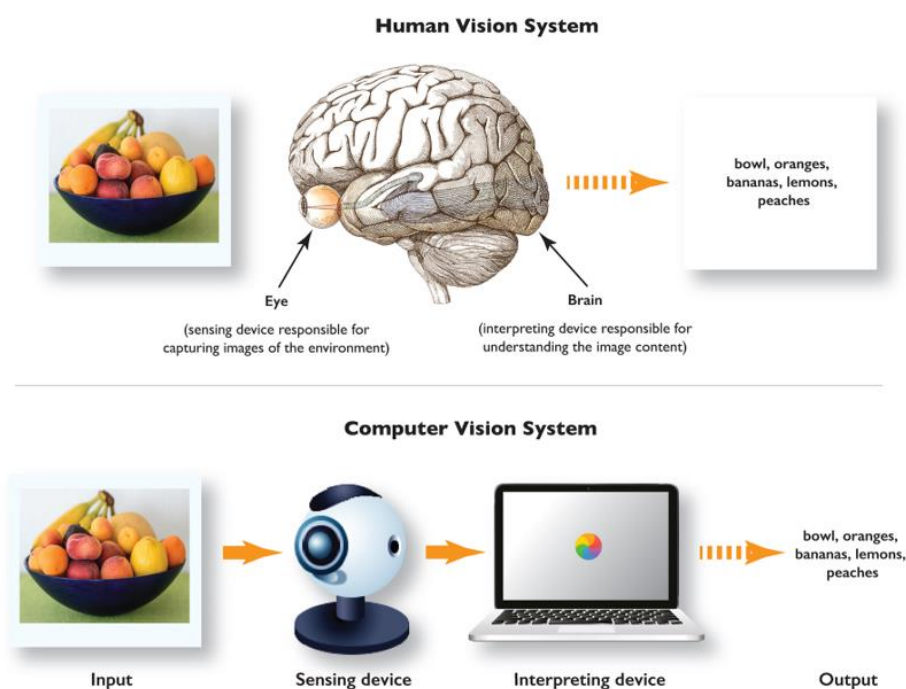 Human Vision System
bowl, oranges,
bananas, lemons,
peaches
Eye
(sensing device responsible for
capturing images of the environment)
Brain
(interpreting device responsible for
understanding the image content)
Computer Vision System
bowl, oranges,
bananas, lemons,
peaches
Input
Sensing device
Interpreting device
Output